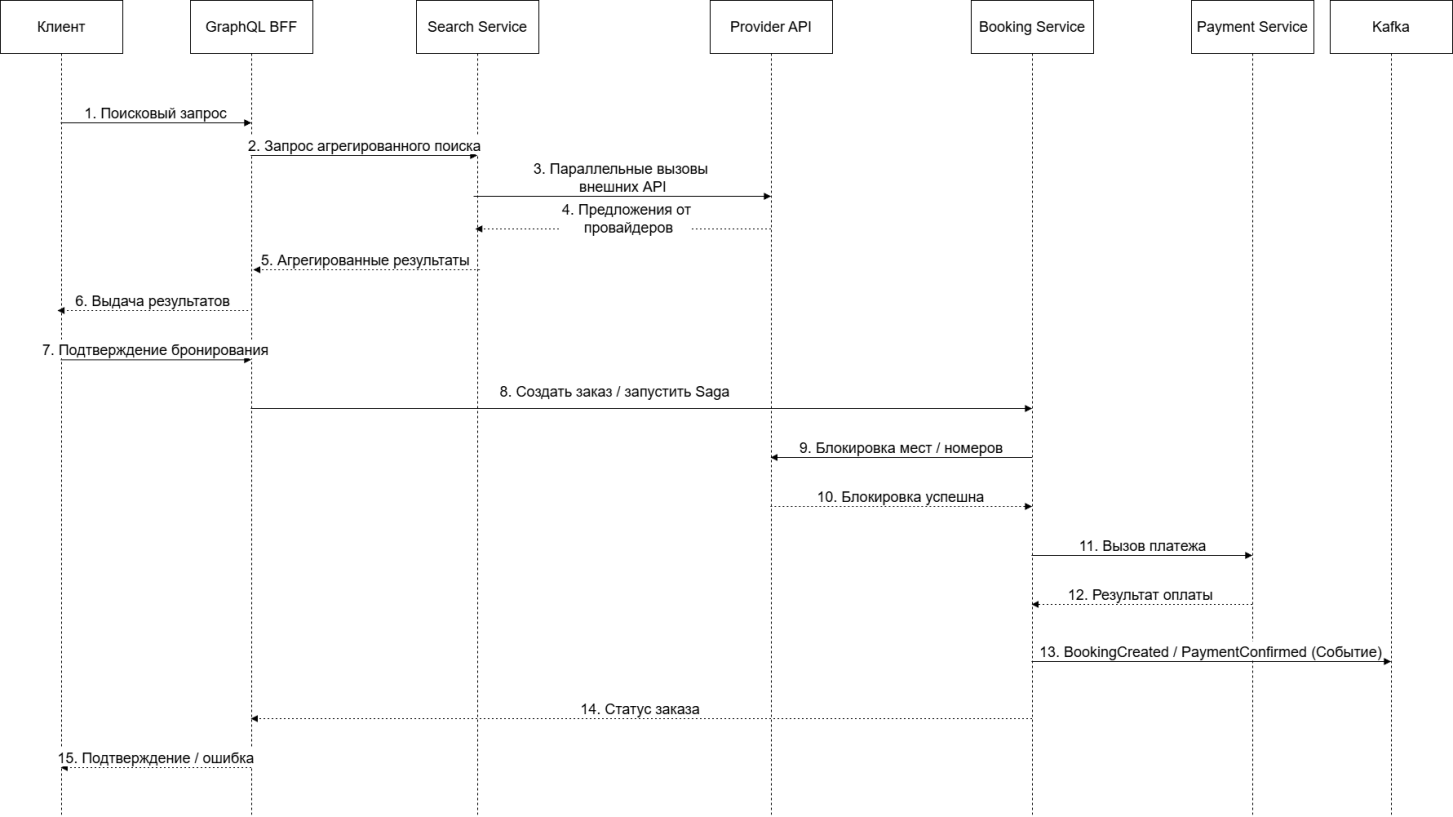 Клиент
GraphQL BFF
Search Service
Provider API
Booking Service
Payment Service
Kafka
1. Поисковый запрос
2. Запрос агрегированного поиска
3. Параллельные вызовы
внешних API
4. Предложения от
провайдеров
5. Агрегированные результаты
6. Выдача результатов
7. Подтверждение бронирования
8. Создать заказ / запустить Saga
9. Блокировка мест / номеров
10. Блокировка успешна
11. Вызов платежа
12. Результат оплаты
13. BookingCreated / PaymentConfirmed (Событие)
14. Статус заказа
15. Подтверждение / ошибка